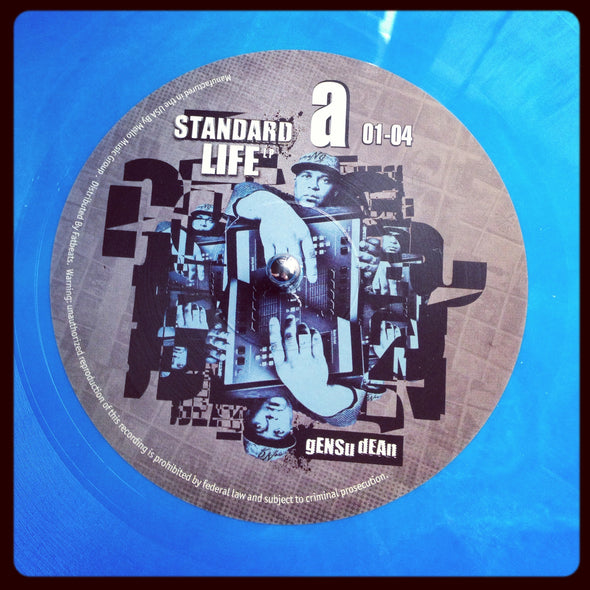 a
01-04
STANDARD
LIFE LP
gENSu dEAn
Manufactured in the USA By Mello Music Group - Distributed By Fatbeats. Warning: unauthorized reproduction of this recording is prohibited by federal law and subject to criminal prosecution.